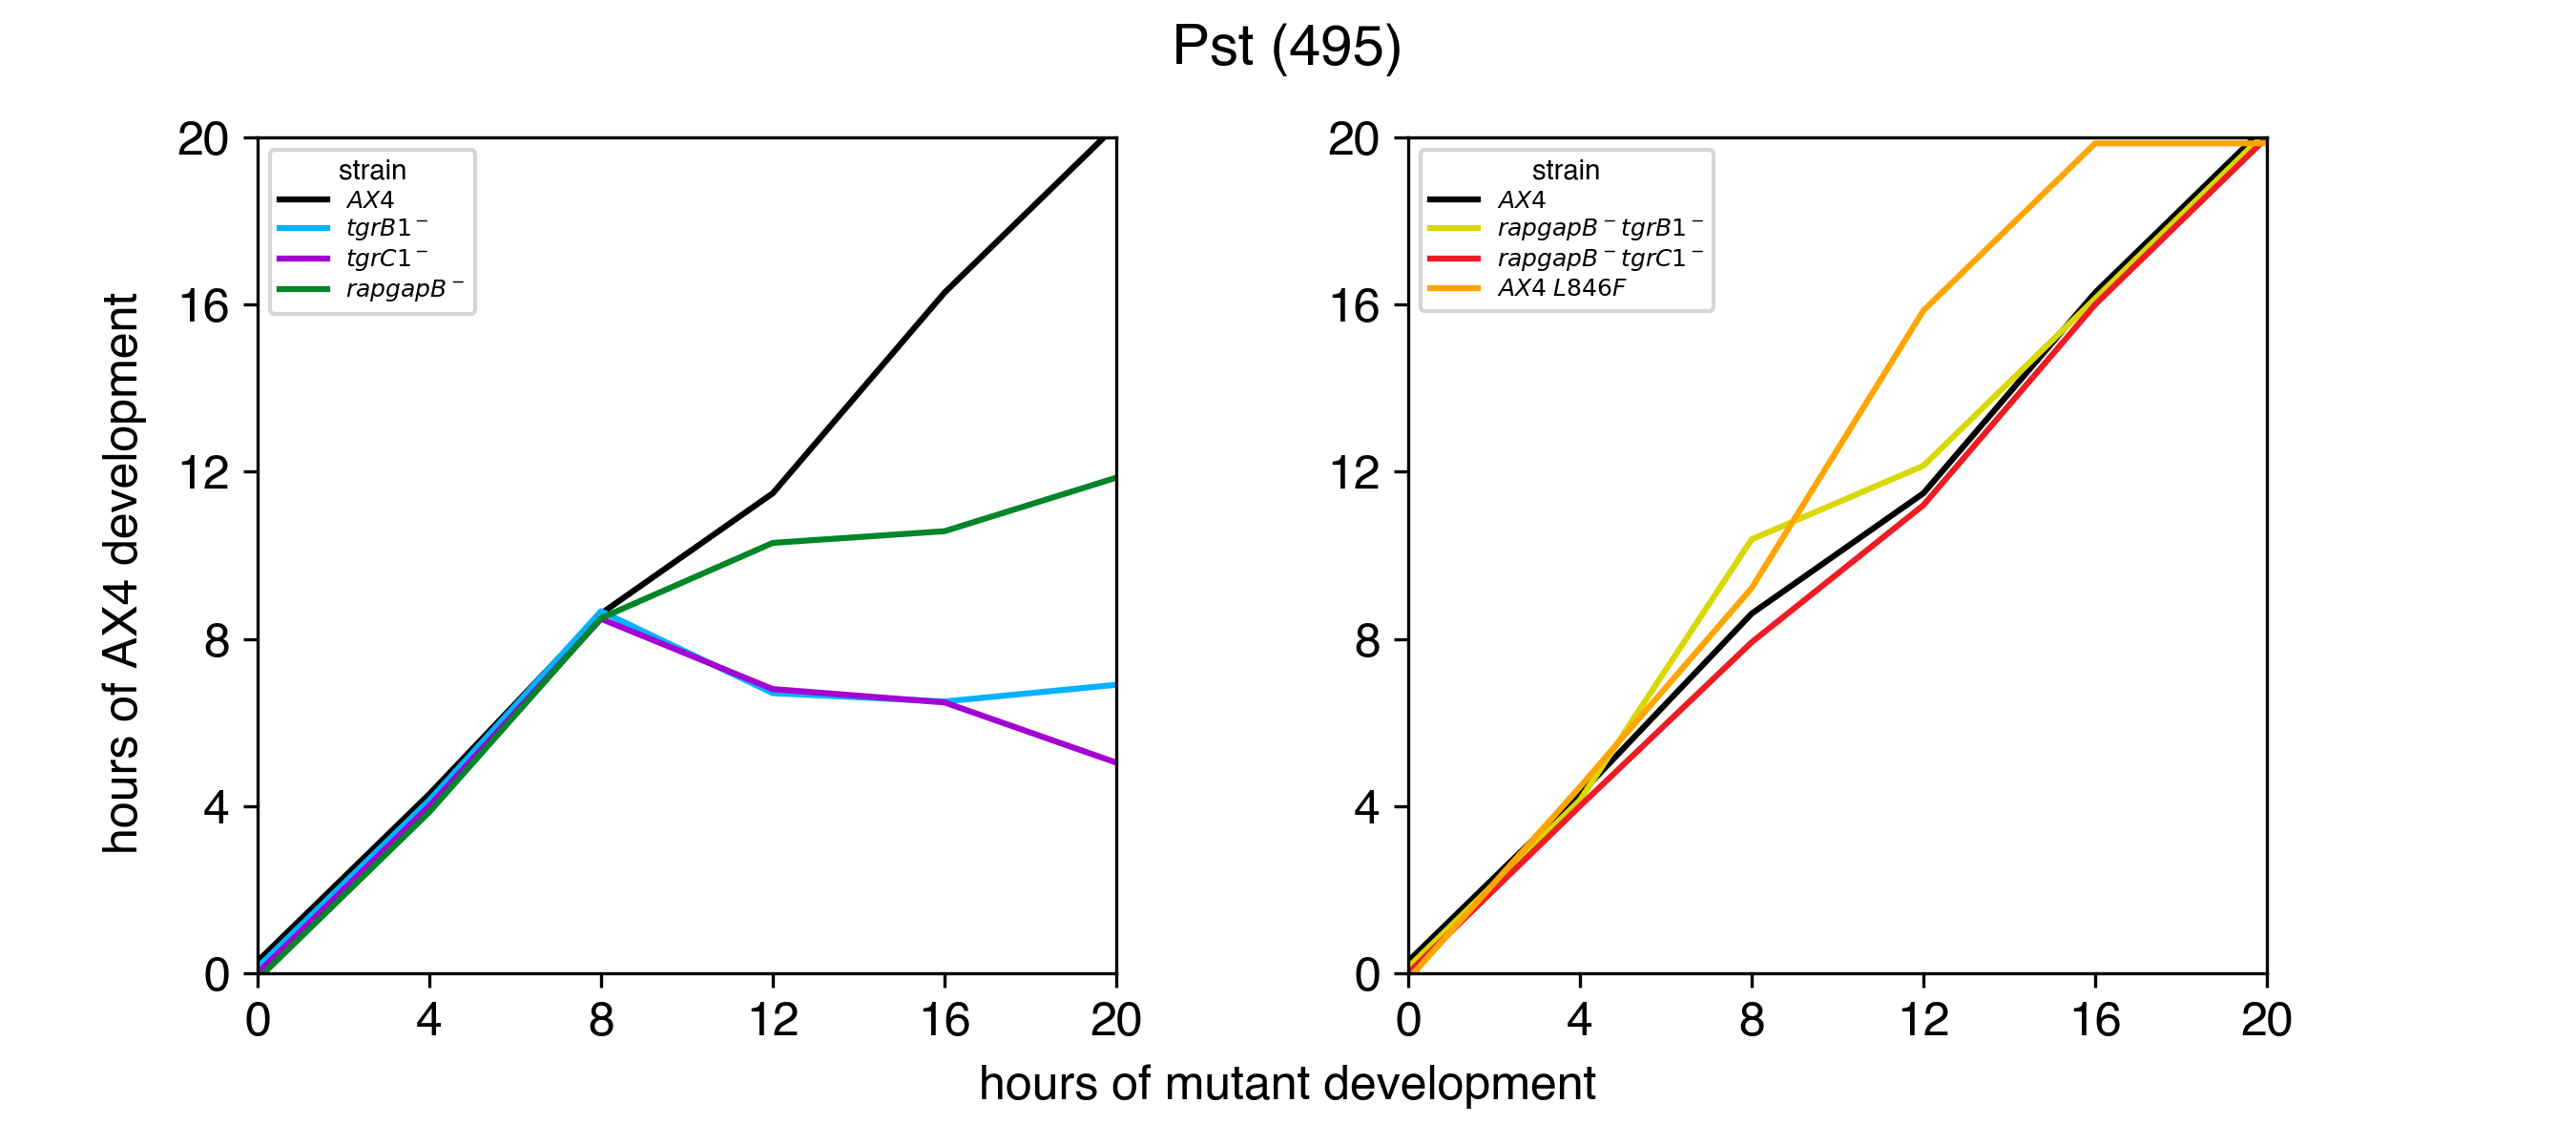 Pst (495)
hours of AX4 development
20
16
12
8
4
0
0 4 8 12 16 20
strain
AX4
tgrB1⁻
tgrC1⁻
rapgapB⁻
20
16
12
8
4
0
0 4 8 12 16 20
strain
AX4
rapgapB⁻tgrB1⁻
rapgapB⁻tgrC1⁻
AX4 L846F
hours of mutant development